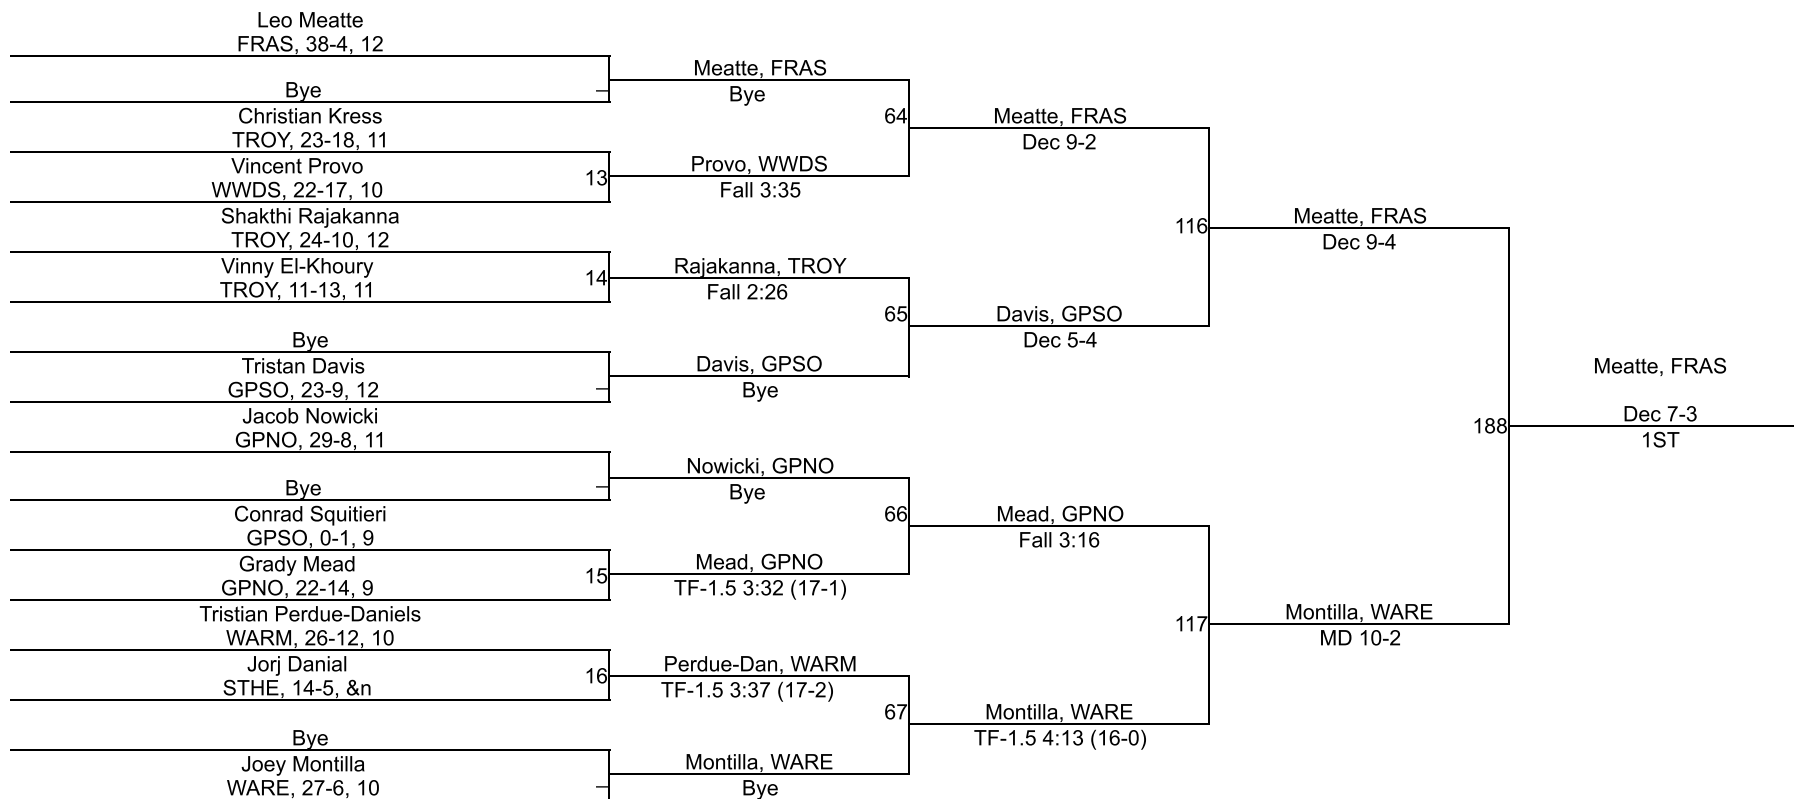 Leo Meatte
FRAS, 38-4, 12
Bye
Christian Kress
TROY, 23-18, 11
Vincent Provo
WWDS, 22-17, 10
Shakthi Rajakanna
TROY, 24-10, 12
Vinny El-Khoury
TROY, 11-13, 11
Bye
Tristan Davis
GPSO, 23-9, 12
Jacob Nowicki
GPNO, 29-8, 11
Bye
Conrad Squitieri
GPSO, 0-1, 9
Grady Mead
GPNO, 22-14, 9
Tristian Perdue-Daniels
WARM, 26-12, 10
Jorj Danial
STHE, 14-5, &n
Bye
Joey Montilla
WARE, 27-6, 10
13
14
15
16
Meatte, FRAS
Bye
Provo, WWDS
Fall 3:35
Rajakanna, TROY
Fall 2:26
Davis, GPSO
Bye
Nowicki, GPNO
Bye
Mead, GPNO
TF-1.5 3:32 (17-1)
Perdue-Dan, WARM
TF-1.5 3:37 (17-2)
Montilla, WARE
Bye
64
65
66
67
Meatte, FRAS
Dec 9-2
Davis, GPSO
Dec 5-4
Mead, GPNO
Fall 3:16
Montilla, WARE
TF-1.5 4:13 (16-0)
116
117
Meatte, FRAS
Dec 9-4
Montilla, WARE
MD 10-2
188
Meatte, FRAS
Dec 7-3
1ST